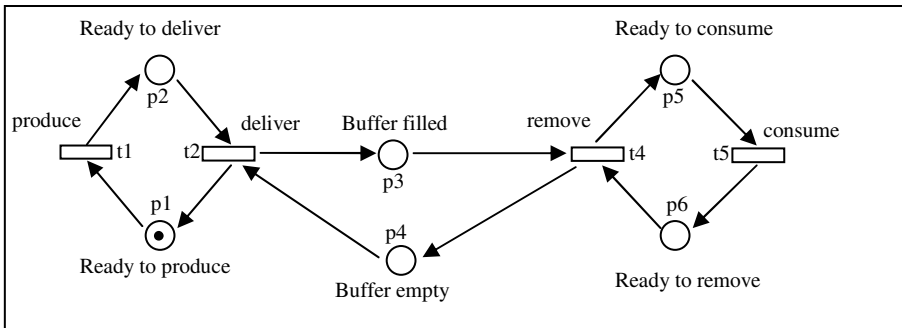 Ready to deliver
Ready to consume
p2
p5
produce
deliver
Buffer filled
remove
consume
t1
t2
p3
t4
t5
p1
p4
p6
Ready to produce
Buffer empty
Ready to remove